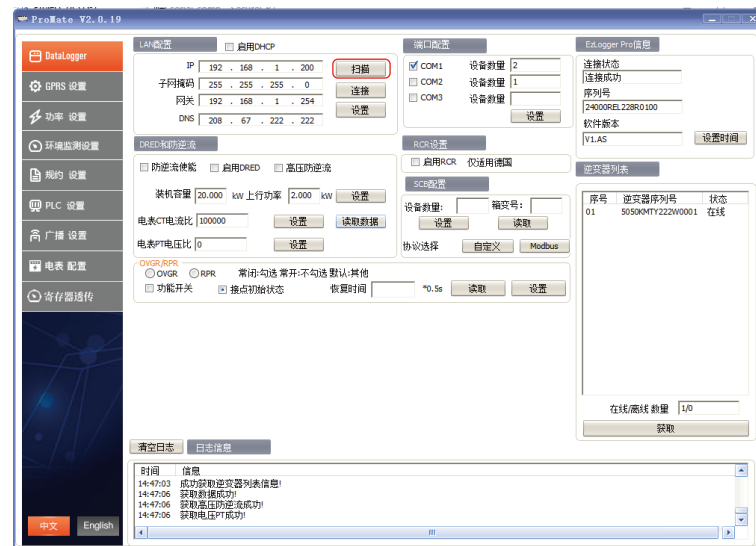 ProMate V2.0.19
DataLogger
GPRS 设置
功率 设置
环境监测设置
规约 设置
PLC 设置
广播 设置
电表 配置
寄存器透传
中文 English
LAN配置 启用DHCP
IP 192 . 168 . 1 . 200 扫描
子网掩码 255 . 255 . 255 . 0 连接
网关 192 . 168 . 1 . 254 设置
DNS 208 . 67 . 222 . 222
端口配置
COM1 设备数量 2
COM2 设备数量 1
COM3 设备数量
设置
EzLogger Pro信息
连接状态
连接成功
序列号
24000REL228R0100
软件版本
V1.AS 设置时间
DRED和防逆流
防逆流使能 启用DRED 高压防逆流
装机容量 20.000 kW 上行功率 2.000 kW 设置
电表CT电流比 100000 设置 读取数据
电表PT电压比 0 设置
RCR设置
启用RCR 仅适用德国
SCB配置
设备数量: 箱变号:
设置 读取
协议选择 自定义 Modbus
OVGR/RPR
OVGR RPR 常闭:勾选 常开:不勾选 默认:其他
功能开关 接点初始状态 恢复时间 *0.5s 读取 设置
逆变器列表
序号 逆变器序列号 状态
01 5050KMTY222W0001 在线
在线/离线 数量 1/0
获取
清空日志 日志信息
时间 信息
14:47:03 成功获取逆变器列表信息!
14:47:06 获取数据成功!
14:47:06 获取高压防逆流成功!
14:47:06 获取电压PT成功!